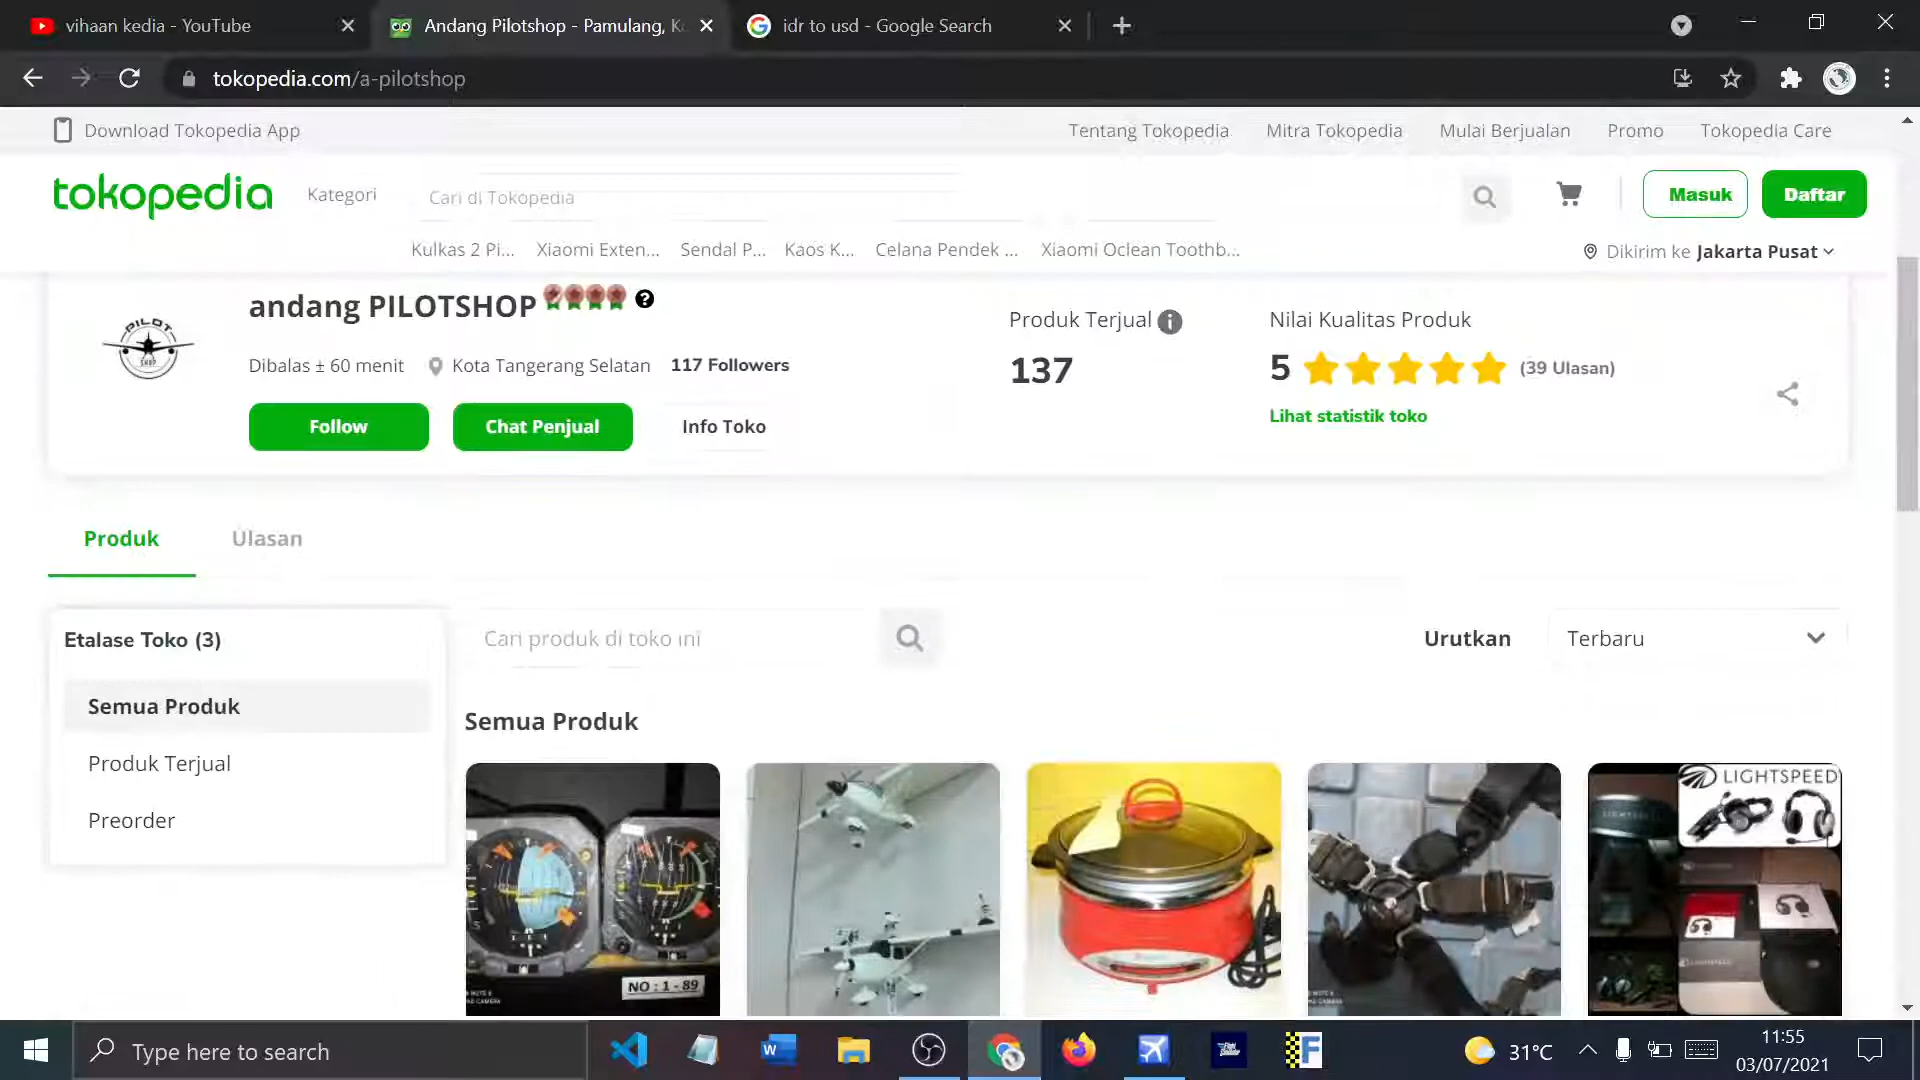 vihaan kedia - YouTube
Andang Pilotshop - Pamulang, K
idr to usd - Google Search
tokopedia.com/a-pilotshop
Download Tokopedia App
Tentang Tokopedia
Mitra Tokopedia
Mulai Berjualan
Promo
Tokopedia Care
tokopedia
Kategori
Cari di Tokopedia
Masuk
Daftar
Kulkas 2 Pi...
Xiaomi Exten...
Sendal P...
Kaos K...
Celana Pendek ...
Xiaomi Oclean Toothb...
Dikirim ke Jakarta Pusat
PILOT
SHOP
andang PILOTSHOP
Dibalas ± 60 menit
Kota Tangerang Selatan
117 Followers
Follow
Chat Penjual
Info Toko
Produk Terjual
137
Nilai Kualitas Produk
5
(39 Ulasan)
Lihat statistik toko
Produk
Ulasan
Etalase Toko (3)
Semua Produk
Produk Terjual
Preorder
Cari produk di toko ini
Urutkan
Terbaru
Semua Produk
NO : 1 - 89
LIGHTSPEED
Type here to search
31°C
11:55
03/07/2021